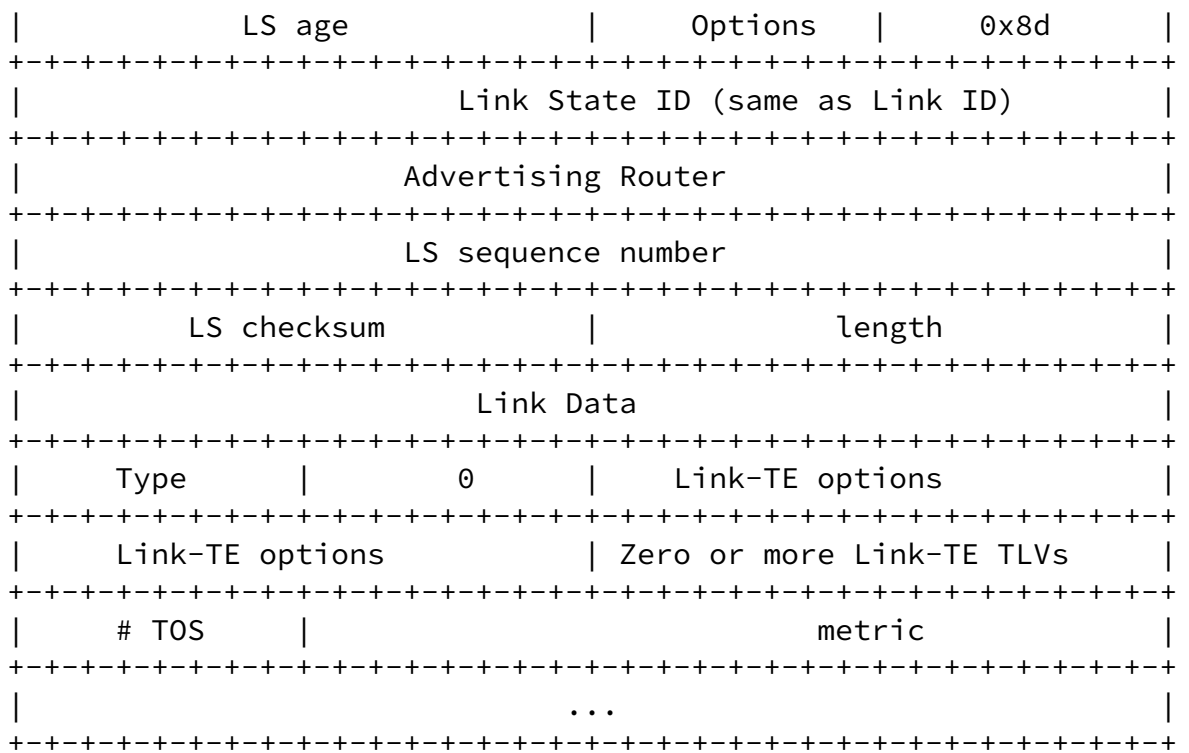 |            LS age             |     Options   |     0x8d      |
+-+-+-+-+-+-+-+-+-+-+-+-+-+-+-+-+-+-+-+-+-+-+-+-+-+-+-+-+-+-+-+-+
|                        Link State ID (same as Link ID)        |
+-+-+-+-+-+-+-+-+-+-+-+-+-+-+-+-+-+-+-+-+-+-+-+-+-+-+-+-+-+-+-+-+
|                     Advertising Router                        |
+-+-+-+-+-+-+-+-+-+-+-+-+-+-+-+-+-+-+-+-+-+-+-+-+-+-+-+-+-+-+-+-+
|                     LS sequence number                        |
+-+-+-+-+-+-+-+-+-+-+-+-+-+-+-+-+-+-+-+-+-+-+-+-+-+-+-+-+-+-+-+-+
|         LS checksum           |             length            |
+-+-+-+-+-+-+-+-+-+-+-+-+-+-+-+-+-+-+-+-+-+-+-+-+-+-+-+-+-+-+-+-+
|                         Link Data                             |
+-+-+-+-+-+-+-+-+-+-+-+-+-+-+-+-+-+-+-+-+-+-+-+-+-+-+-+-+-+-+-+-+
|     Type      |        0      |    Link-TE options            |
+-+-+-+-+-+-+-+-+-+-+-+-+-+-+-+-+-+-+-+-+-+-+-+-+-+-+-+-+-+-+-+-+
|     Link-TE options           | Zero or more Link-TE TLVs     |
+-+-+-+-+-+-+-+-+-+-+-+-+-+-+-+-+-+-+-+-+-+-+-+-+-+-+-+-+-+-+-+-+
|     # TOS     |                           metric              |
+-+-+-+-+-+-+-+-+-+-+-+-+-+-+-+-+-+-+-+-+-+-+-+-+-+-+-+-+-+-+-+-+
|                              ...                              |
+-+-+-+-+-+-+-+-+-+-+-+-+-+-+-+-+-+-+-+-+-+-+-+-+-+-+-+-+-+-+-+-+